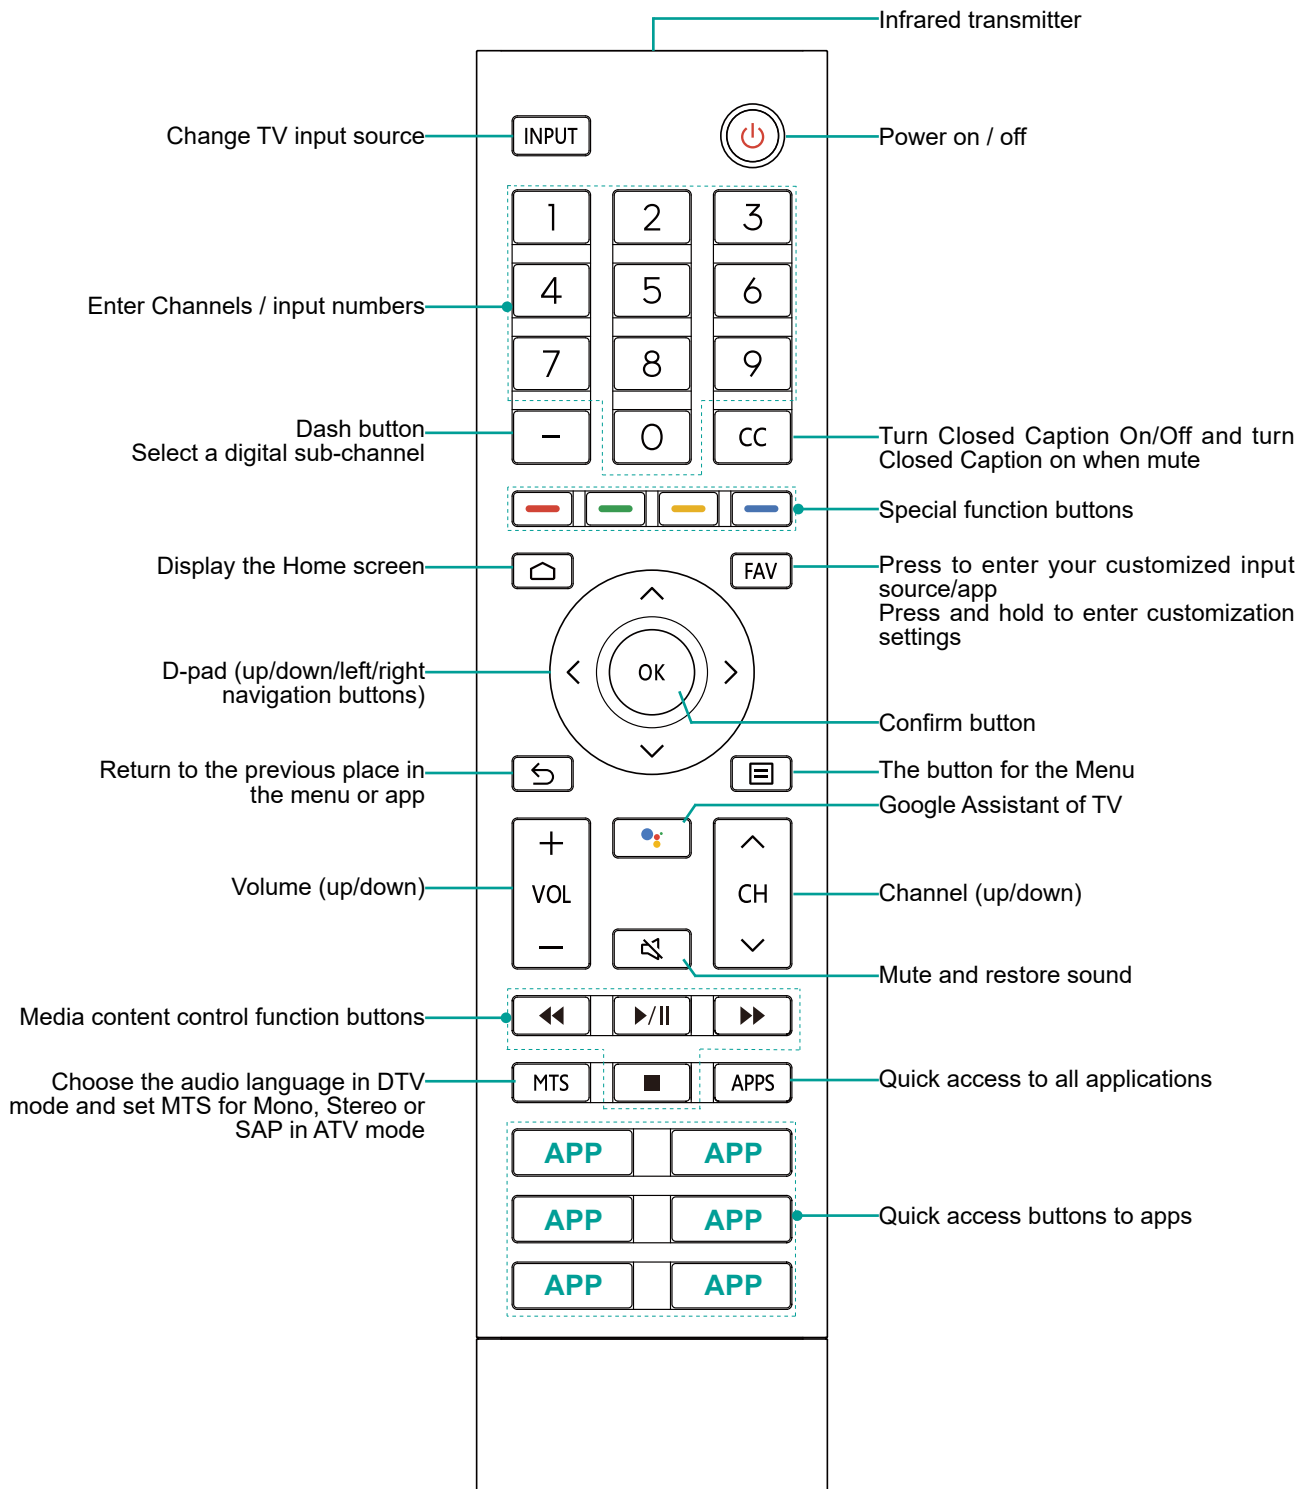 Infrared transmitter
Change TV input source
INPUT
Power on / off
1 2 3
4 5 6
Enter Channels / input numbers
7 8 9
Dash button
Select a digital sub-channel
– 0 CC
Turn Closed Caption On/Off and turn
Closed Caption on when mute
Special function buttons
Display the Home screen
FAV
Press to enter your customized input
source/app
Press and hold to enter customization
settings
D-pad (up/down/left/right
navigation buttons)
OK
Confirm button
Return to the previous place in
the menu or app
The button for the Menu
Google Assistant of TV
+
Volume (up/down)
VOL
–
CH
Channel (up/down)
Mute and restore sound
Media content control function buttons
Choose the audio language in DTV
mode and set MTS for Mono, Stereo or
SAP in ATV mode
MTS
APPS
Quick access to all applications
APP APP
APP APP
Quick access buttons to apps
APP APP